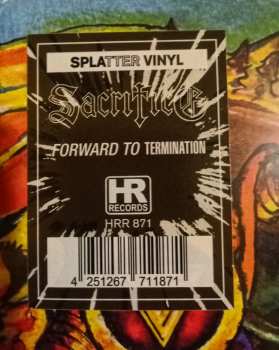 SPLATTER VINYL
Sacrifice
FORWARD TO TERMINATION
HR
RECORDS
HRR 871
4 251267 711871